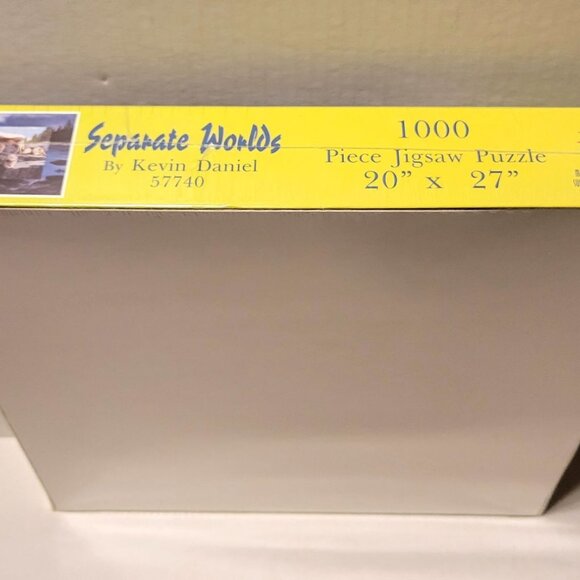 Separate Worlds
By Kevin Daniel
57740
1000
Piece Jigsaw Puzzle
20" x 27"